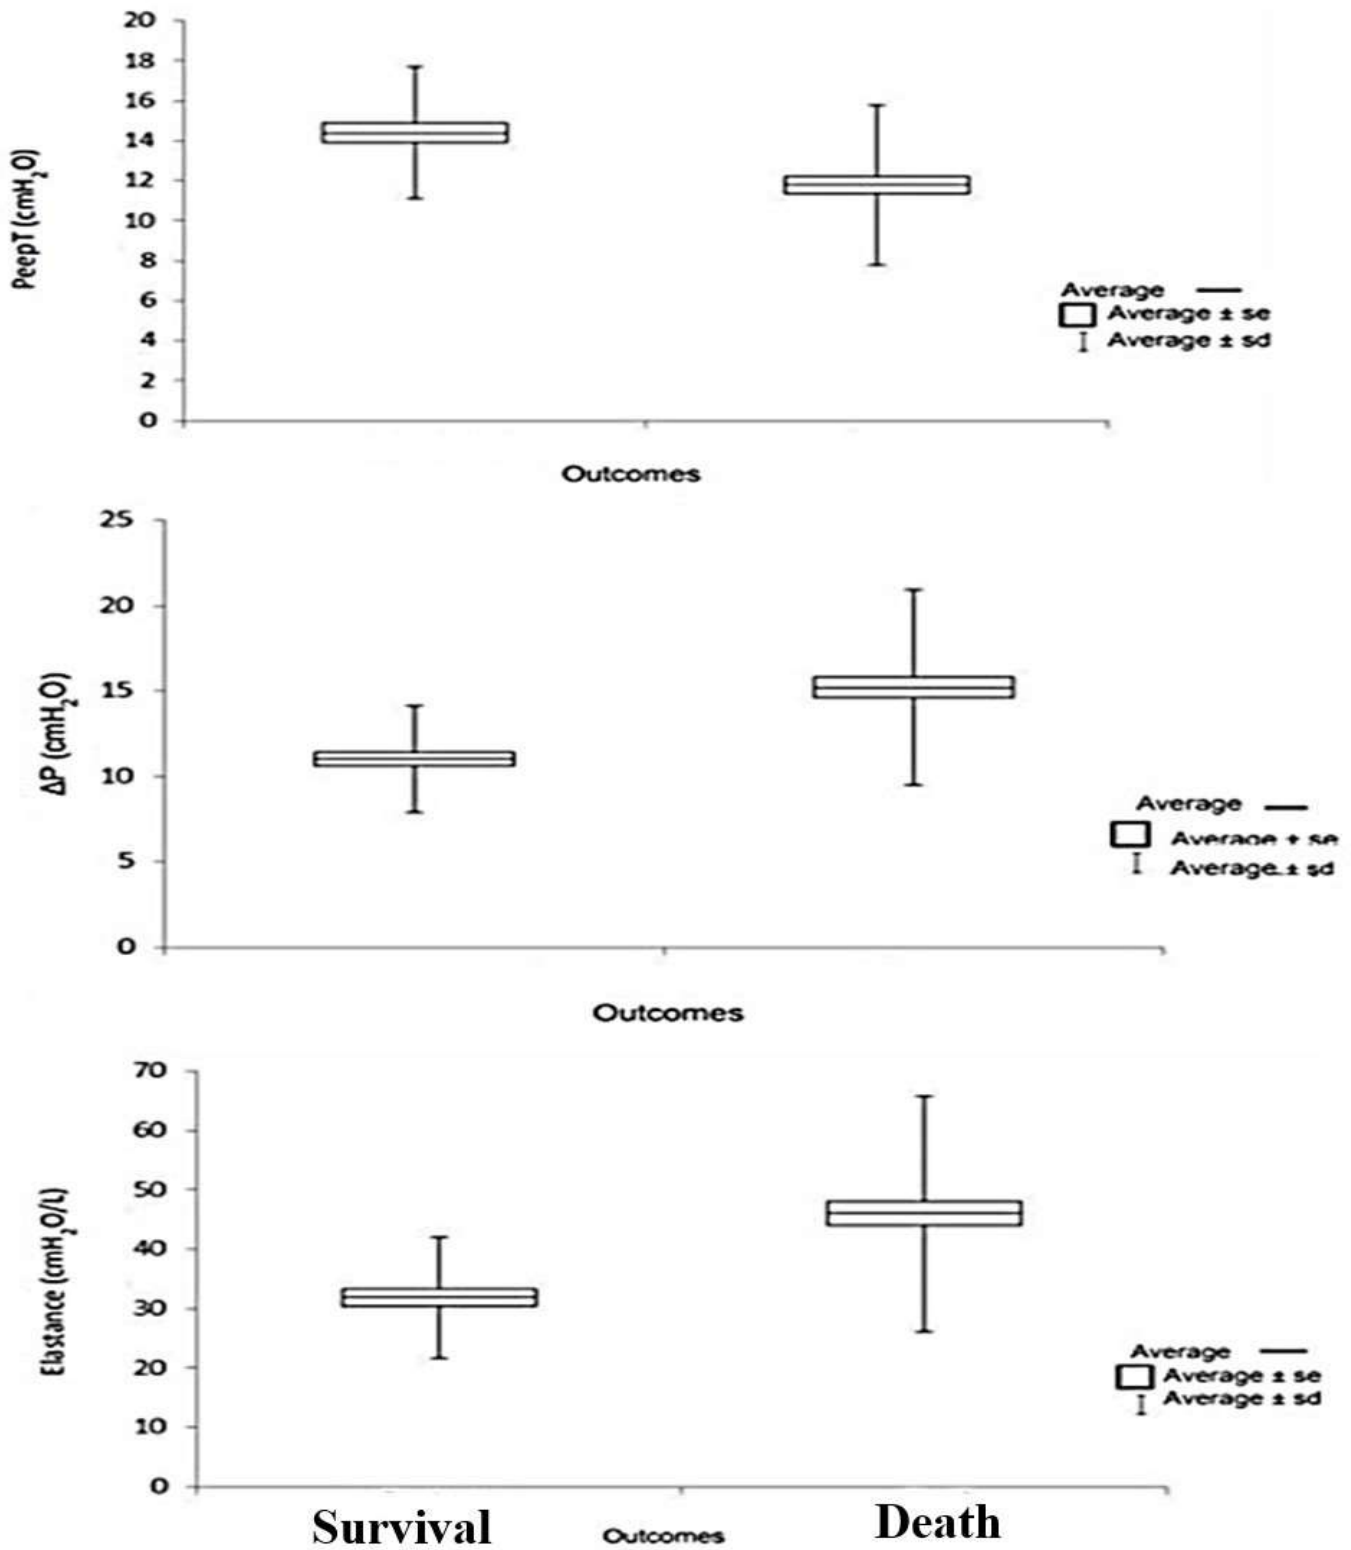 20
18
16
14
12
10
8
6
4
2
0
PeepT (cmH₂O)
Average
Average ± se
Average ± sd
Outcomes
25
20
15
10
5
0
ΔP (cmH₂O)
Average
Average ± se
Average ± sd
Outcomes
70
60
50
40
30
20
10
0
Elastance (cmH₂O/L)
Average
Average ± se
Average ± sd
Survival Outcomes Death